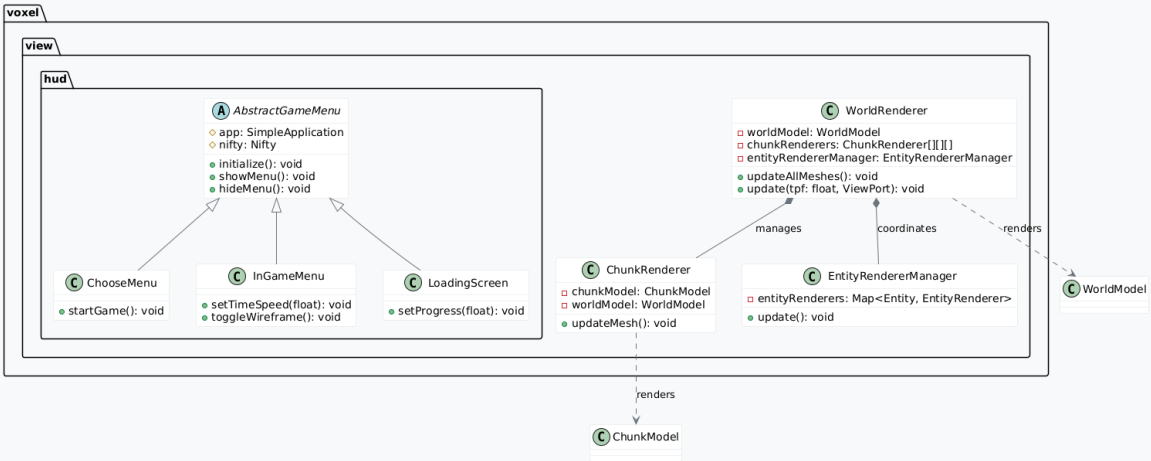 voxel
view
hud
A AbstractGameMenu
app: SimpleApplication
nifty: Nifty
initialize(): void
showMenu(): void
hideMenu(): void
C WorldRenderer
worldModel: WorldModel
chunkRenderers: ChunkRenderer[][][]
entityRendererManager: EntityRendererManager
updateAllMeshes(): void
update(tpf: float, ViewPort): void
manages
coordinates
renders
C ChooseMenu
startGame(): void
C InGameMenu
setTimeSpeed(float): void
toggleWireframe(): void
C LoadingScreen
setProgress(float): void
C ChunkRenderer
chunkModel: ChunkModel
worldModel: WorldModel
updateMesh(): void
C EntityRendererManager
entityRenderers: Map<Entity, EntityRenderer>
update(): void
C WorldModel
renders
C ChunkModel